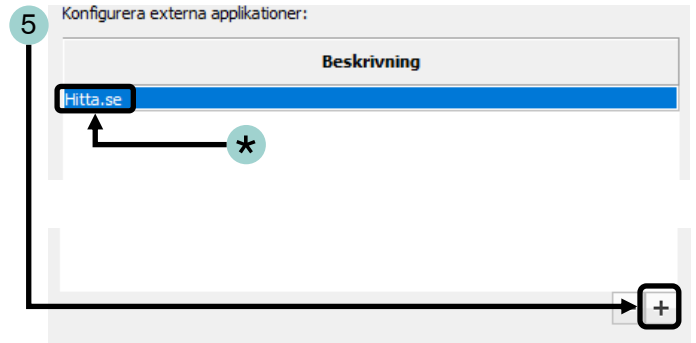 5
Konfigurera externa applikationer:
Beskrivning
Hitta.se
*
+